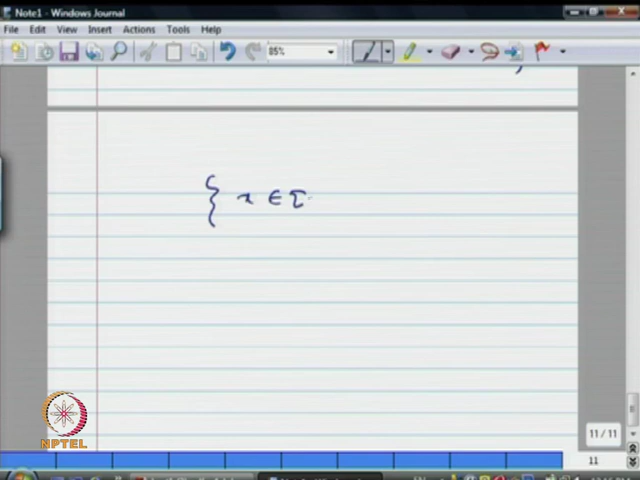 Note1 - Windows Journal
File Edit View Insert Actions Tools Help
85%
{ x ∈ Σ
NPTEL
11 / 11
11